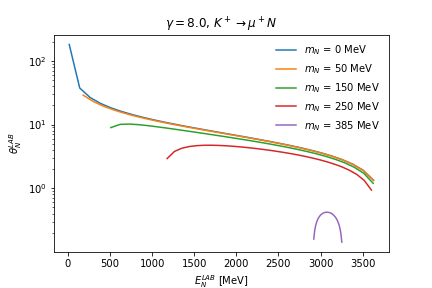 γ = 8.0, K⁺ → μ⁺ N
m_N = 0 MeV
m_N = 50 MeV
m_N = 150 MeV
m_N = 250 MeV
m_N = 385 MeV
10²
10¹
10⁰
θ_N^LAB
0 500 1000 1500 2000 2500 3000 3500
E_N^LAB [MeV]